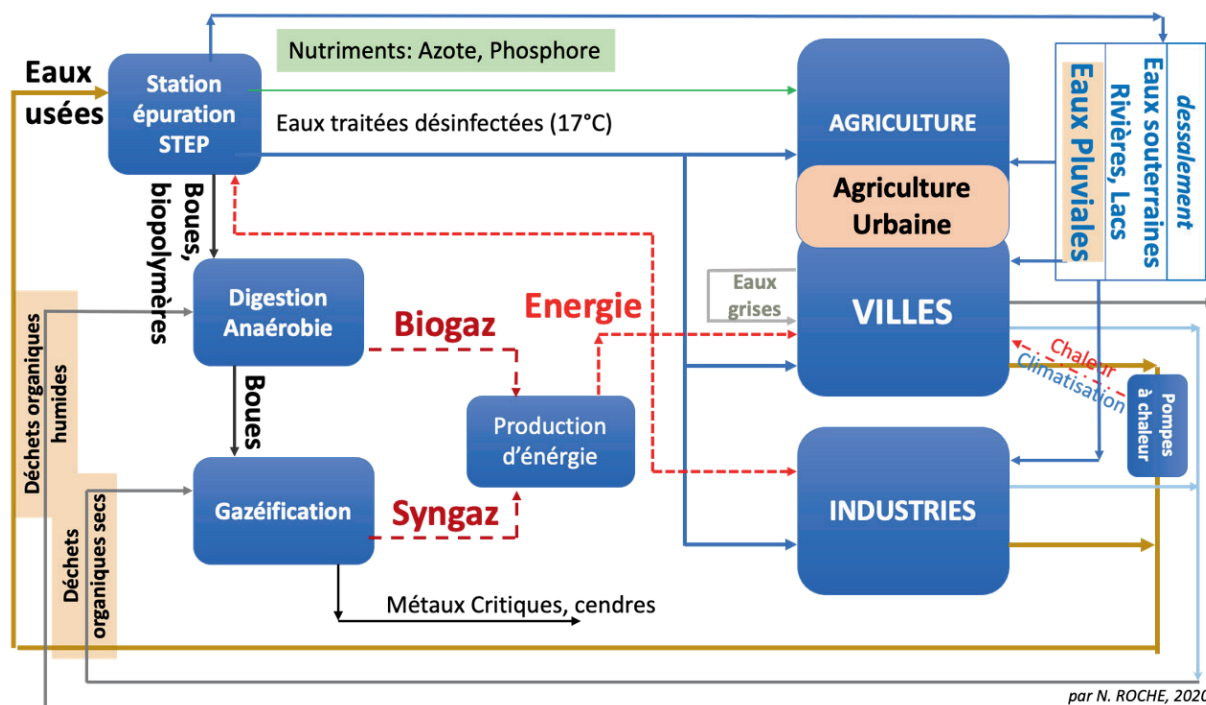 Eaux
usées
Station
épuration
STEP
Nutriments: Azote, Phosphore
Eaux traitées désinfectées (17°C)
AGRICULTURE
Agriculture
Urbaine
dessalement
Eaux souterraines
Rivières, Lacs
Eaux Pluviales
Boues,
biopolymères
Digestion
Anaérobie
Biogaz
Energie
Eaux
grises
VILLES
Chaleur
Climatisation
Pompes
à chaleur
Déchets organiques
humides
Boues
Production
d’énérgie
Gazéification
Syngaz
INDUSTRIES
Déchets
organiques secs
Métaux Critiques, cendres
par N. ROCHE, 2020